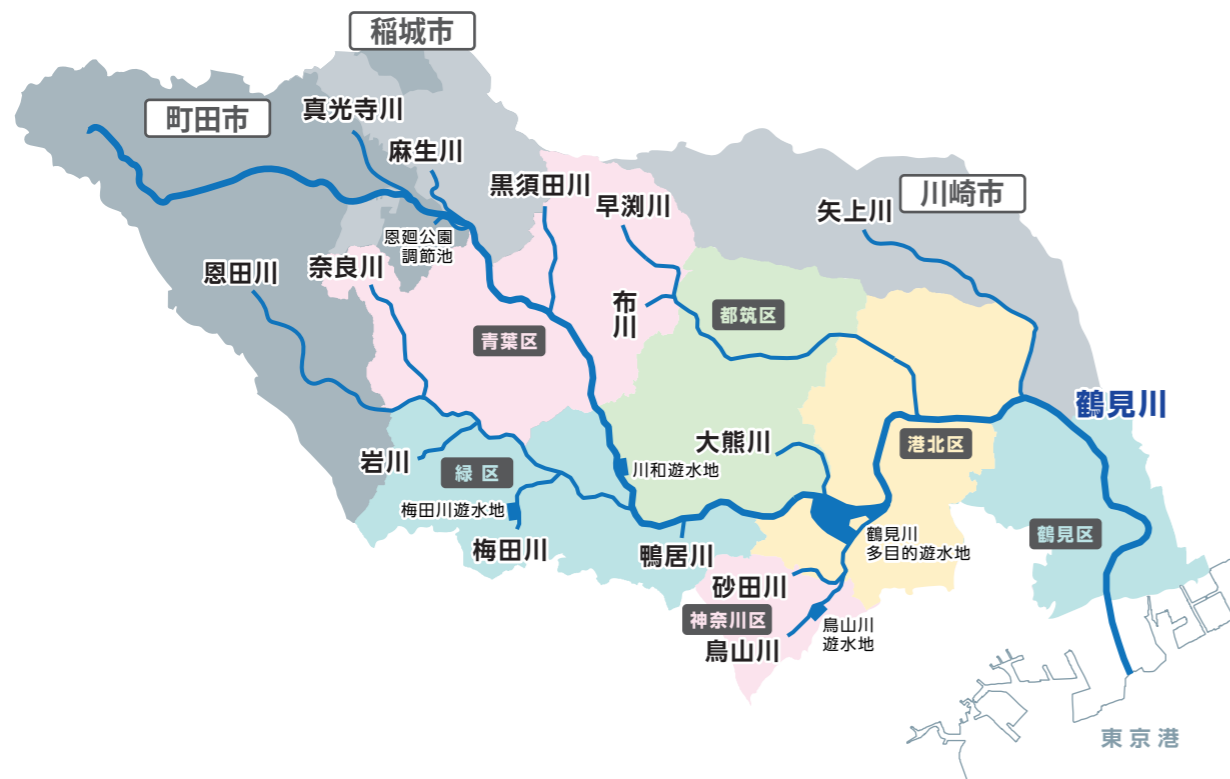 稲城市
町田市
真光寺川
麻生川
黒須田川
早渕川
矢上川
川崎市
恩廻公園
調節池
恩田川
奈良川
布川
都筑区
青葉区
鶴見川
岩川
緑 区
大熊川
港北区
川和遊水地
梅田川遊水地
梅田川
鴨居川
鶴見川
多目的遊水地
鶴見区
砂田川
神奈川区
鳥山川
鳥山川
遊水地
東京港